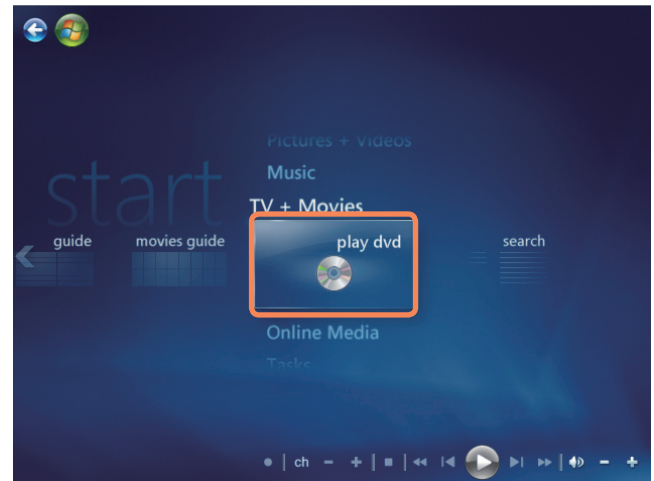 Pictures + Videos
Music
start
TV + Movies
guide movies guide play dvd search
Online Media
Tasks
ch - +
- +